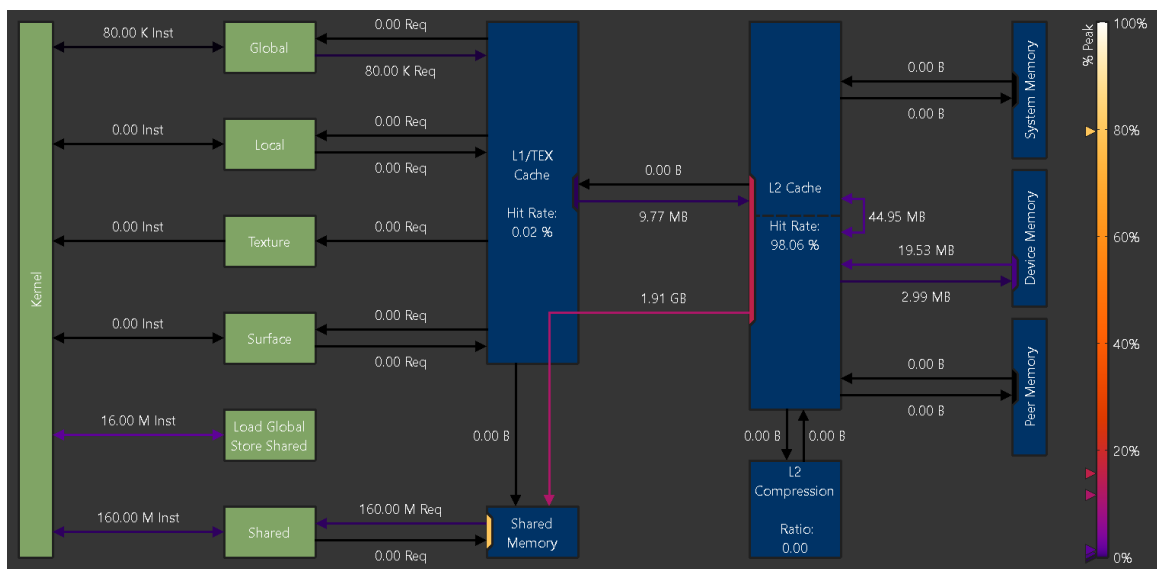 80.00 K Inst
Global
0.00 Req
80.00 K Req
0.00 Inst
Local
0.00 Req
0.00 Req
0.00 Inst
Texture
0.00 Req
0.00 Inst
Surface
0.00 Req
0.00 Req
16.00 M Inst
Load Global
Store Shared
160.00 M Inst
Shared
160.00 M Req
0.00 Req
Kernel
L1/TEX
Cache
Hit Rate:
0.02 %
0.00 B
9.77 MB
1.91 GB
0.00 B
Shared
Memory
L2 Cache
Hit Rate:
98.06 %
0.00 B
0.00 B
44.95 MB
19.53 MB
2.99 MB
0.00 B
0.00 B
0.00 B
0.00 B
L2
Compression
Ratio:
0.00
System Memory
Device Memory
Peer Memory
% Peak
100%
80%
60%
40%
20%
0%